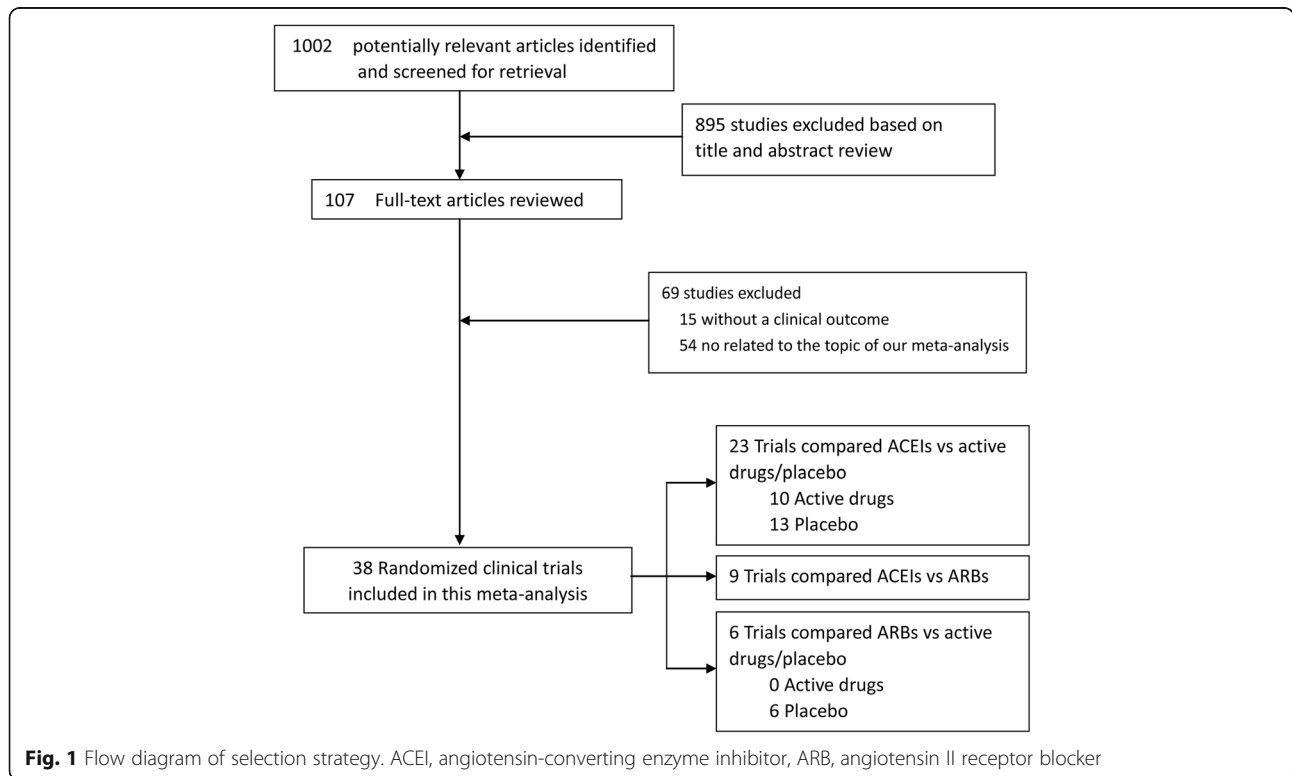 1002 potentially relevant articles identified
and screened for retrieval
895 studies excluded based on
title and abstract review
107 Full-text articles reviewed
69 studies excluded
15 without a clinical outcome
54 no related to the topic of our meta-analysis
38 Randomized clinical trials
included in this meta-analysis
23 Trials compared ACEIs vs active
drugs/placebo
10 Active drugs
13 Placebo
9 Trials compared ACEIs vs ARBs
6 Trials compared ARBs vs active
drugs/placebo
0 Active drugs
6 Placebo
Fig. 1 Flow diagram of selection strategy. ACEI, angiotensin-converting enzyme inhibitor, ARB, angiotensin II receptor blocker